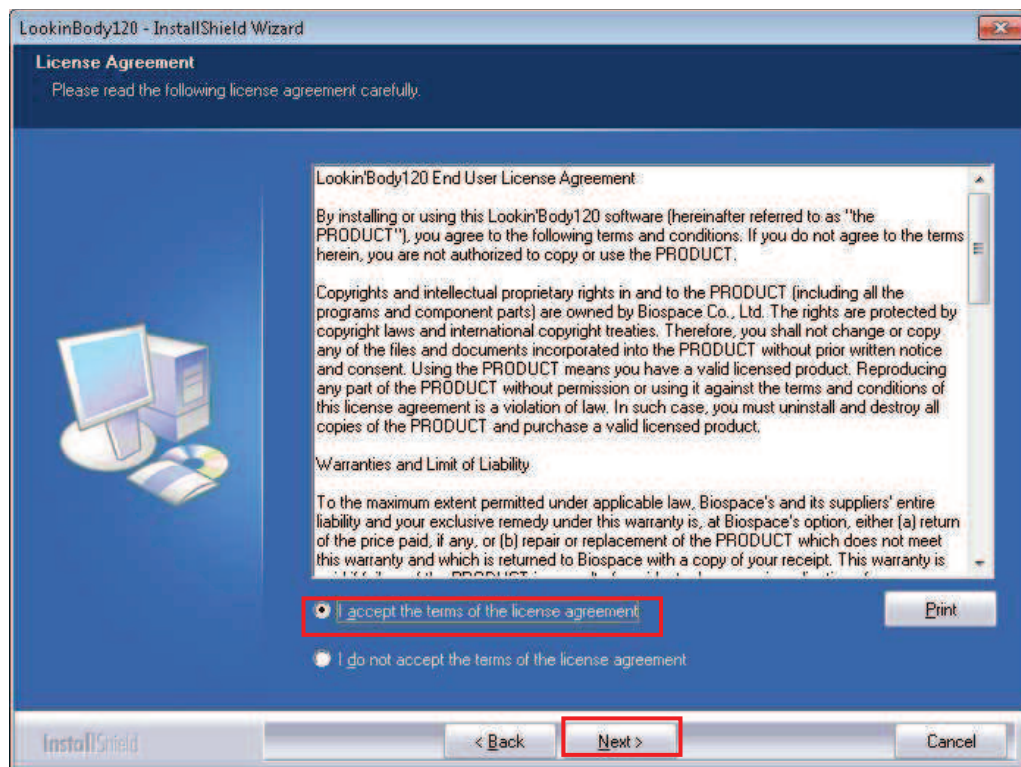 LookinBody120 - InstallShield Wizard
License Agreement
Please read the following license agreement carefully.
Lookin'Body120 End User License Agreement
By installing or using this Lookin'Body120 software (hereinafter referred to as "the
PRODUCT"), you agree to the following terms and conditions. If you do not agree to the terms
herein, you are not authorized to copy or use the PRODUCT.
Copyrights and intellectual proprietary rights in and to the PRODUCT (including all the
programs and component parts) are owned by Biospace Co., Ltd. The rights are protected by
copyright laws and international copyright treaties. Therefore, you shall not change or copy
any of the files and documents incorporated into the PRODUCT without prior written notice
and consent. Using the PRODUCT means you have a valid licensed product. Reproducing
any part of the PRODUCT without permission or using it against the terms and conditions of
this license agreement is a violation of law. In such case, you must uninstall and destroy all
copies of the PRODUCT and purchase a valid licensed product.
Warranties and Limit of Liability
To the maximum extent permitted under applicable law, Biospace's and its suppliers' entire
liability and your exclusive remedy under this warranty is, at Biospace's option, either (a) return
of the price paid, if any, or (b) repair or replacement of the PRODUCT which does not meet
this warranty and which is returned to Biospace with a copy of your receipt. This warranty is
I accept the terms of the license agreement
Print
I do not accept the terms of the license agreement
InstallShield
< Back
Next >
Cancel